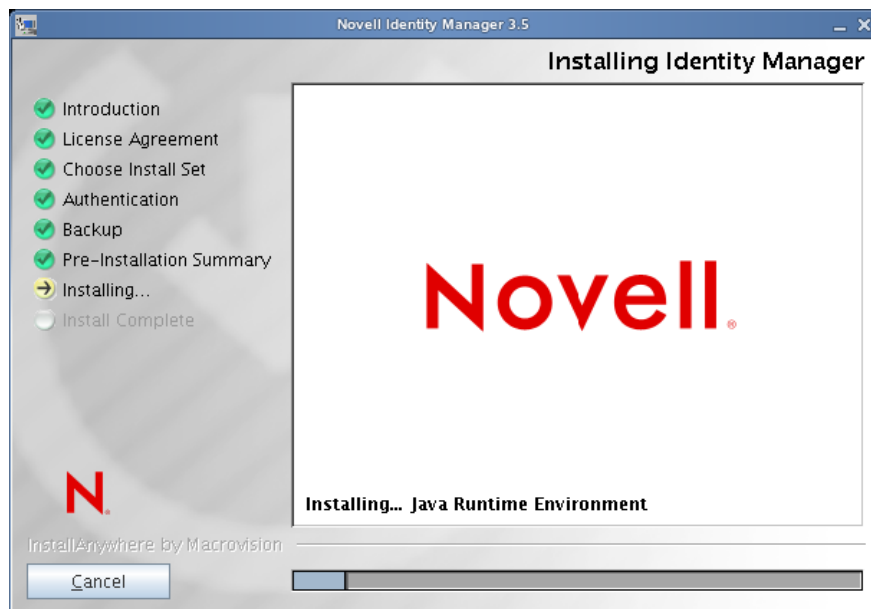 Novell Identity Manager 3.5
Installing Identity Manager
Introduction
License Agreement
Choose Install Set
Authentication
Backup
Pre-Installation Summary
Installing...
Install Complete
Novell®
Installing... Java Runtime Environment
N.
InstallAnywhere by Macrovision
Cancel